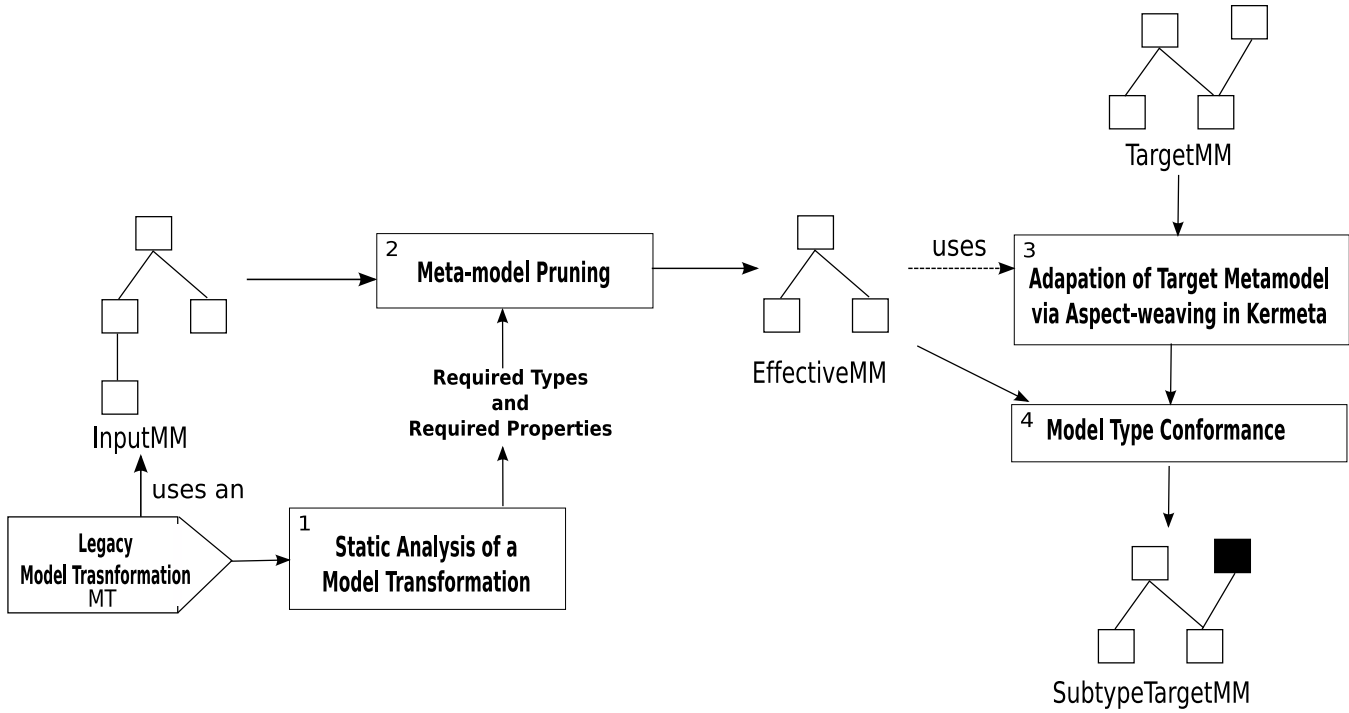 TargetMM
2
Meta-model Pruning
uses
3
Adapation of Target Metamodel
via Aspect-weaving in Kermeta
EffectiveMM
Required Types
and
Required Properties
InputMM
4
Model Type Conformance
uses an
1
Static Analysis of a
Model Transformation
Legacy
Model Trasnformation
MT
SubtypeTargetMM